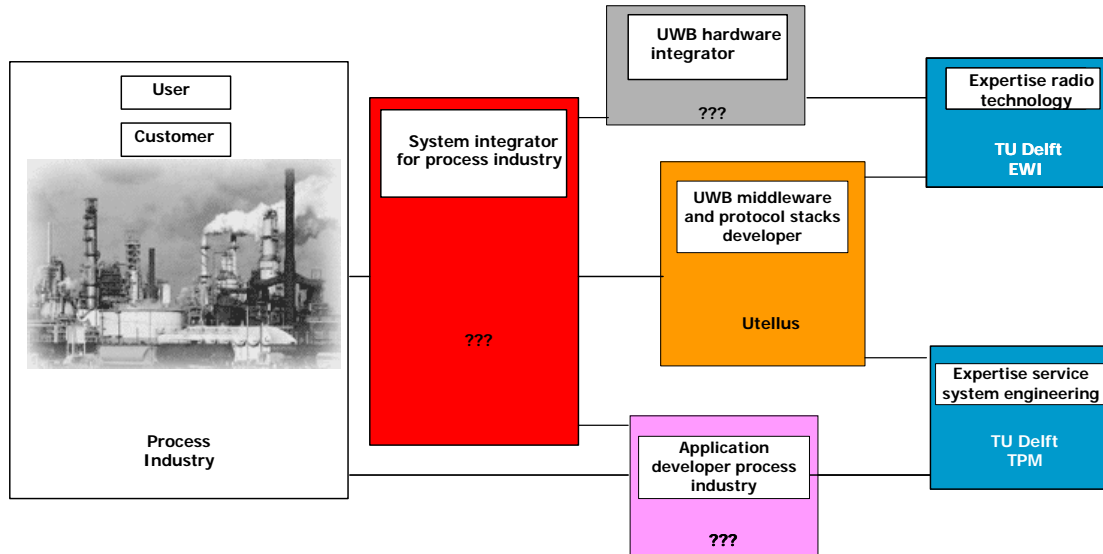 User
Customer
Process
Industry
System integrator
for process industry
???
UWB hardware
integrator
???
UWB middleware
and protocol stacks
developer
Utellus
Application
developer process
industry
???
Expertise radio
technology
TU Delft
EWI
Expertise service
system engineering
TU Delft
TPM